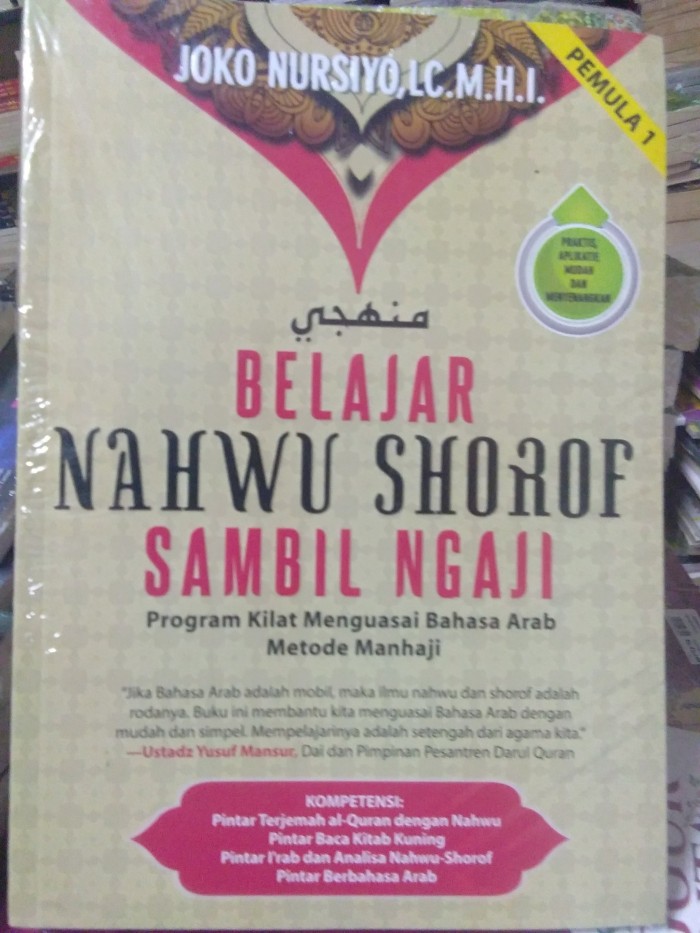 JOKO NURSIYO,LC.M.H.I.
PEMULA 1
PRAKTIS,
APLIKATIF,
MUDAH
DAN
MENYENANGKAN
منهجي
BELAJAR
NAHWU SHOROF
SAMBIL NGAJI
Program Kilat Menguasai Bahasa Arab
Metode Manhaji
"Jika Bahasa Arab adalah mobil, maka ilmu nahwu dan shorof adalah
rodanya. Buku ini membantu kita menguasai Bahasa Arab dengan
mudah dan simpel. Mempelajarinya adalah setengah dari agama kita."
—Ustadz Yusuf Mansur, Dai dan Pimpinan Pesantren Darul Quran
KOMPETENSI:
Pintar Terjemah al-Quran dengan Nahwu
Pintar Baca Kitab Kuning
Pintar I'rab dan Analisa Nahwu-Shorof
Pintar Berbahasa Arab